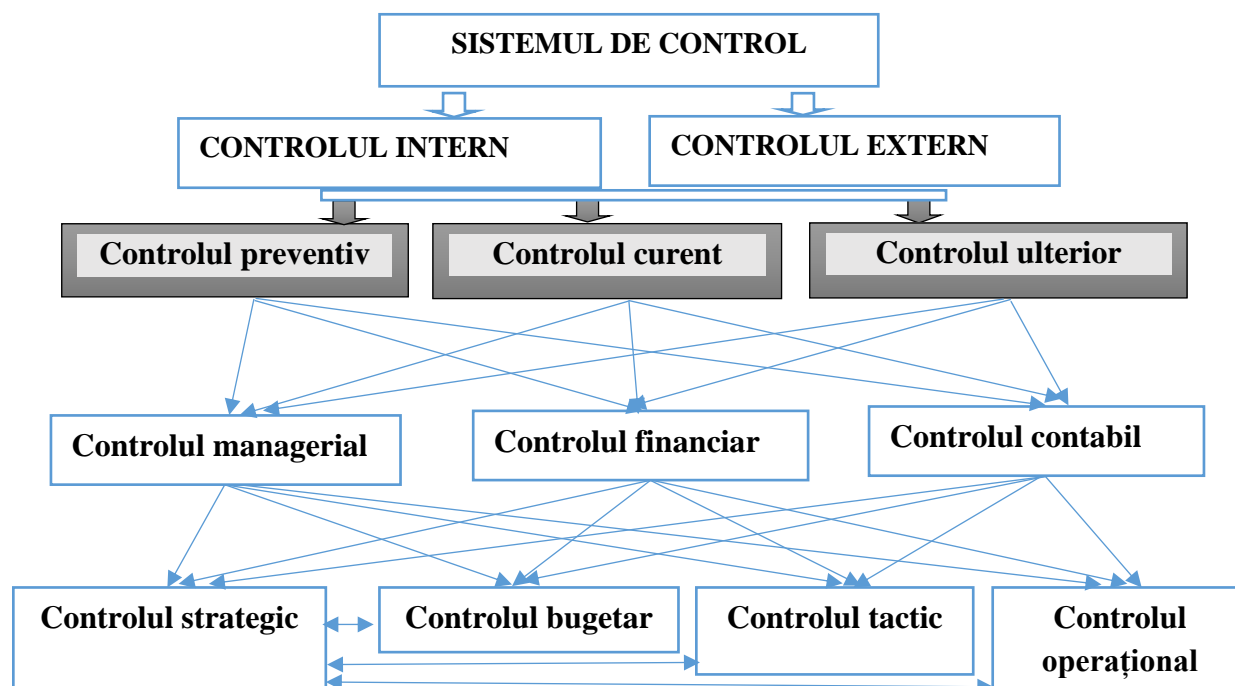 SISTEMUL DE CONTROL
CONTROLUL INTERN
CONTROLUL EXTERN
Controlul preventiv
Controlul curent
Controlul ulterior
Controlul managerial
Controlul financiar
Controlul contabil
Controlul strategic
Controlul bugetar
Controlul tactic
Controlul
operațional